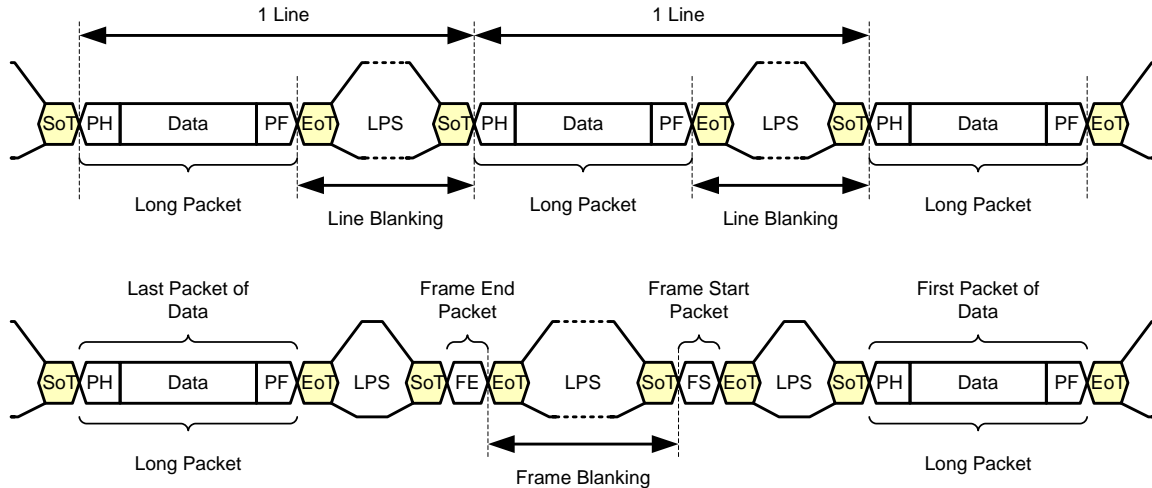 1 Line 1 Line
SoT PH Data PF EoT LPS SoT PH Data PF EoT LPS SoT PH Data PF EoT
Long Packet Line Blanking Long Packet Line Blanking Long Packet
Last Packet of Data Frame End Packet Frame Start Packet First Packet of Data
SoT PH Data PF EoT LPS SoT FE EoT LPS SoT FS EoT LPS SoT PH Data PF EoT
Long Packet Frame Blanking Long Packet